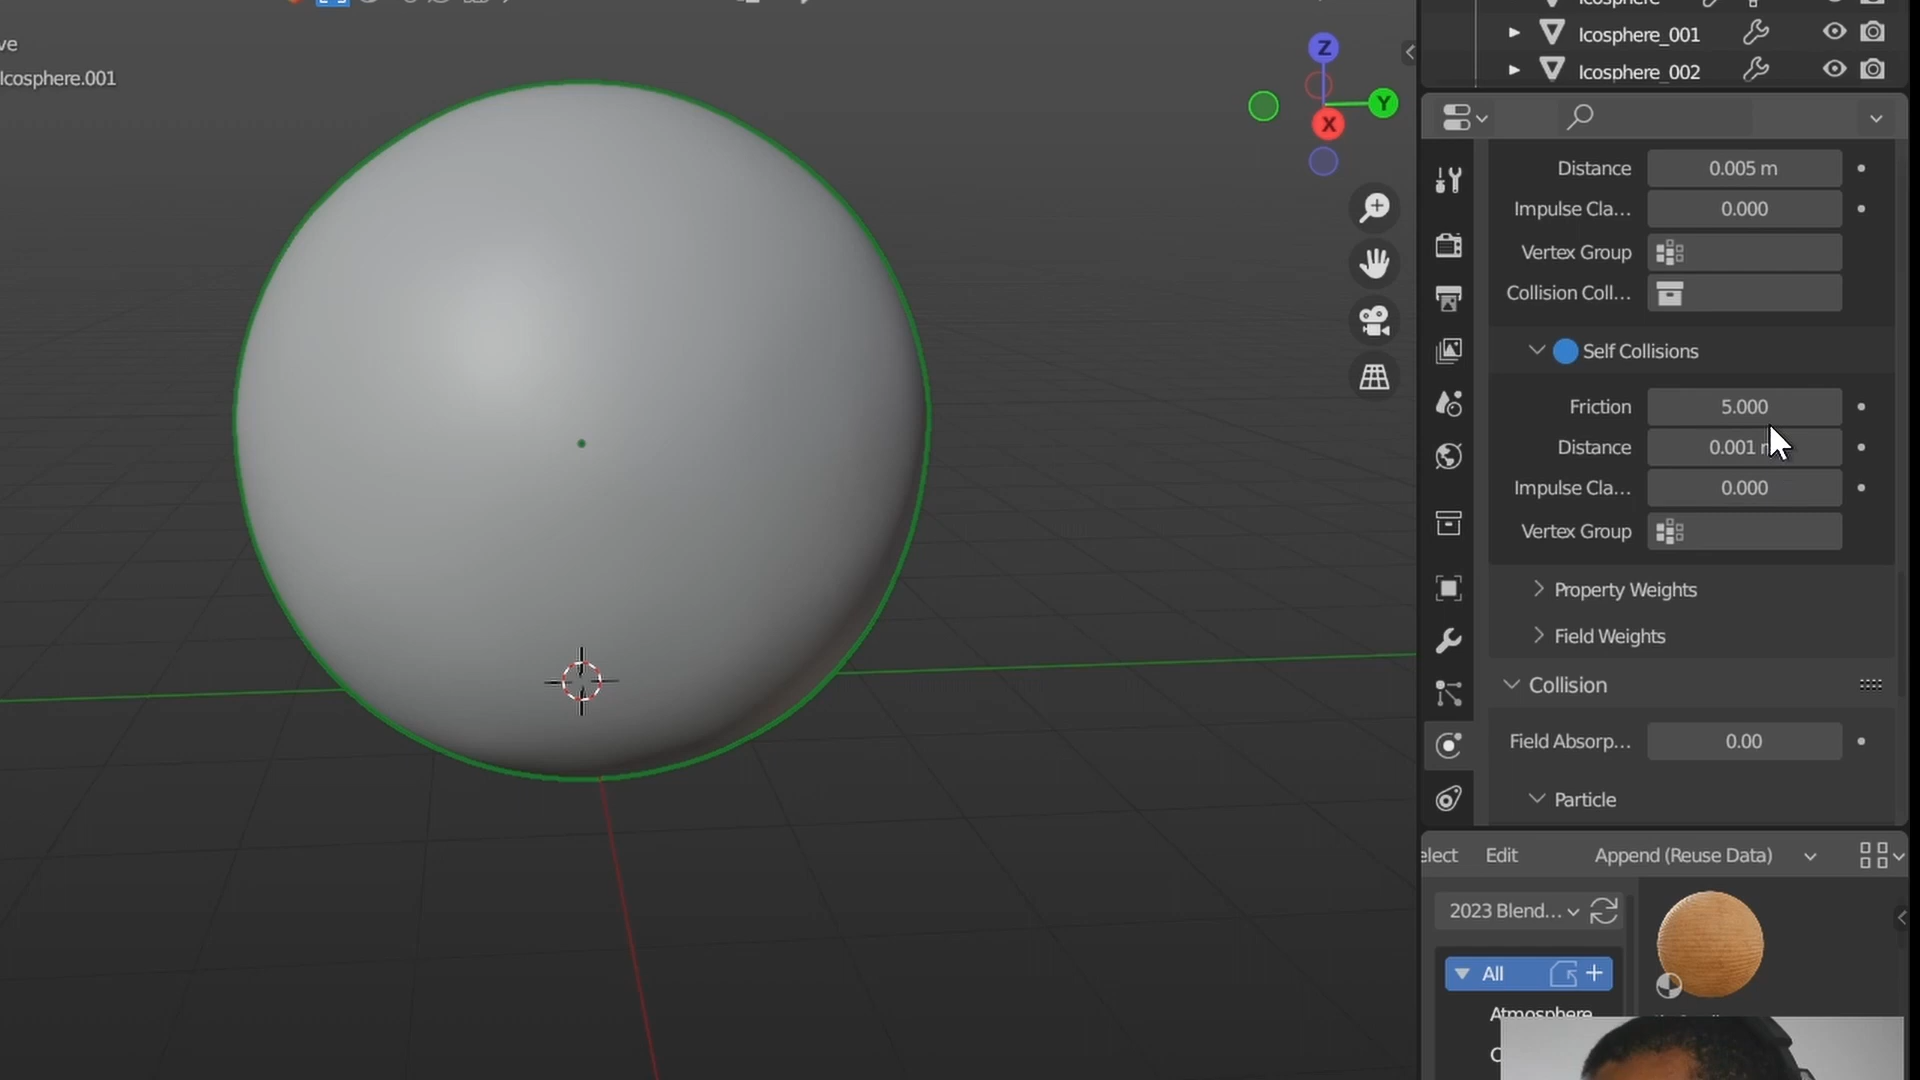 ve
Icosphere.001
Z
Y
X
Icosphere
Icosphere_001
Icosphere_002
Distance 0.005 m
Impulse Cla... 0.000
Vertex Group
Collision Coll...
Self Collisions
Friction 5.000
Distance 0.001
Impulse Cla... 0.000
Vertex Group
Property Weights
Field Weights
Collision
Field Absorp... 0.00
Particle
elect Edit Append (Reuse Data)
2023 Blend...
All
Atmosphere